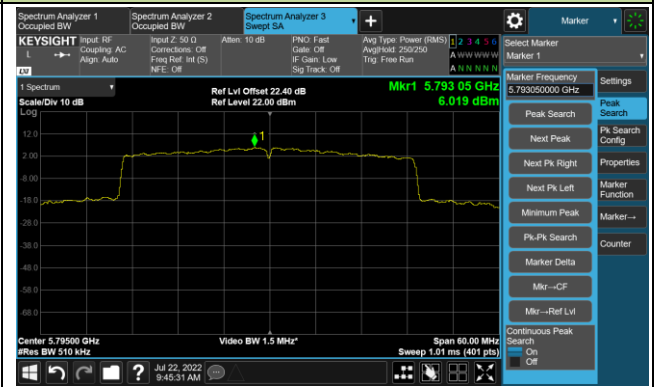 Spectrum Analyzer 1
Occupied BW
Spectrum Analyzer 2
Occupied BW
Spectrum Analyzer 3
Swept SA
Marker
KEYSIGHT
L
LXI
Input: RF
Coupling: AC
Align: Auto
Input Z: 50 Ω
Corrections: Off
Freq Ref: Int (S)
NFE: Off
Atten: 10 dB
PNO: Fast
Gate: Off
IF Gain: Low
Sig Track: Off
Avg Type: Power (RMS)
Avg|Hold: 250/250
Trig: Free Run
1 2 3 4 5 6
A W W W W W
A N N N N N
Select Marker
Marker 1
1 Spectrum
Scale/Div 10 dB
Log
Ref Lvl Offset 22.40 dB
Ref Level 22.00 dBm
Mkr1 5.793 05 GHz
6.019 dBm
1
12.0
2.00
-8.00
-18.0
-28.0
-38.0
-48.0
-58.0
-68.0
Center 5.79500 GHz
#Res BW 510 kHz
Video BW 1.5 MHz*
Span 60.00 MHz
Sweep 1.01 ms (401 pts)
Marker Frequency
5.793050000 GHz
Peak Search
Next Peak
Next Pk Right
Next Pk Left
Minimum Peak
Pk-Pk Search
Marker Delta
Mkr→CF
Mkr→Ref Lvl
Continuous Peak
Search
On
Off
Settings
Peak
Search
Pk Search
Config
Properties
Marker
Function
Marker→
Counter
Jul 22, 2022
9:45:31 AM